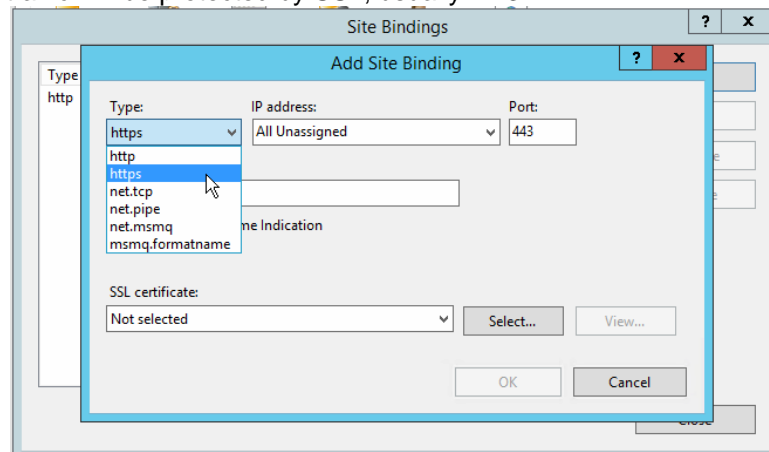 Site Bindings
? x
Add Site Binding
? x
Type
http
Type:
IP address:
Port:
https
All Unassigned
443
http
https
net.tcp
net.pipe
net.msmq
msmq.formatname
me Indication
SSL certificate:
Not selected
Select...
View...
OK
Cancel